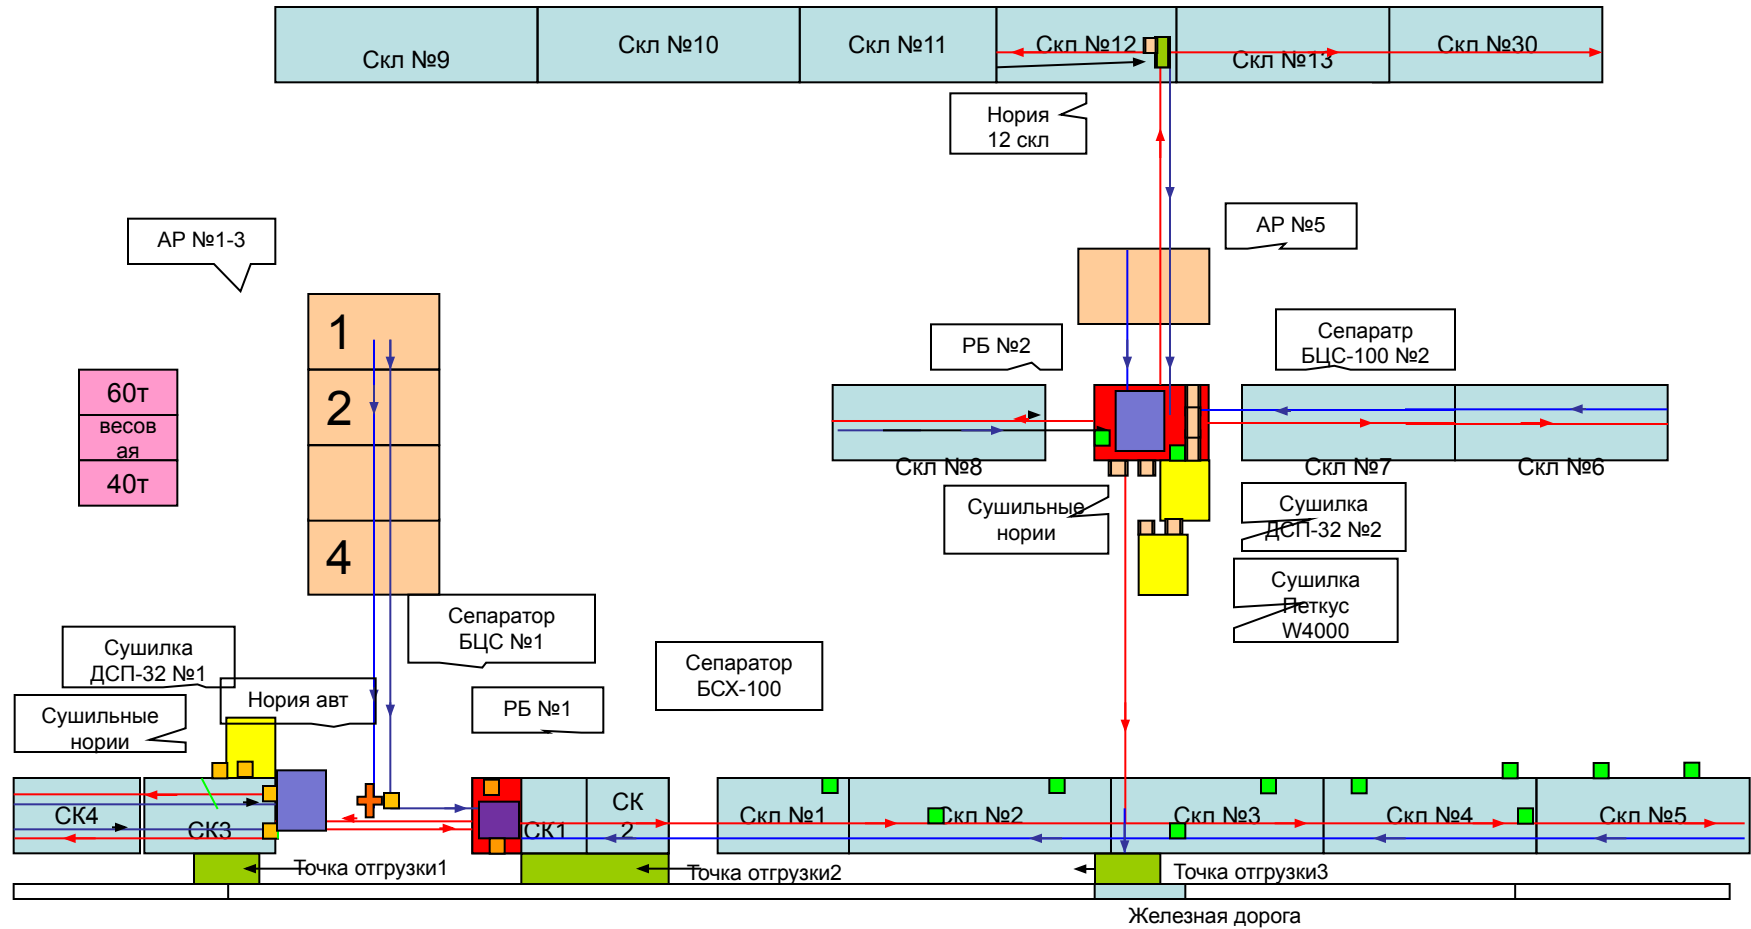 Скл №9
Скл №10
Скл №11
Скл №12
Скл №13
Скл №30
Нория
12 скл
АР №1-3
АР №5
1
2
4
60т
весов
ая
40т
РБ №2
Сепаратр
БЦС-100 №2
Скл №8
Скл №7
Скл №6
Сушильные
нории
Сушилка
ДСП-32 №2
Сушилка
Петкус
W4000
Сепаратор
БЦС №1
Сушилка
ДСП-32 №1
Сепаратор
БСХ-100
Нория авт
РБ №1
Сушильные
нории
СК4
СК3
СК1
СК
2
Скл №1
Скл №2
Скл №3
Скл №4
Скл №5
Точка отгрузки1
Точка отгрузки2
Точка отгрузки3
Железная дорога